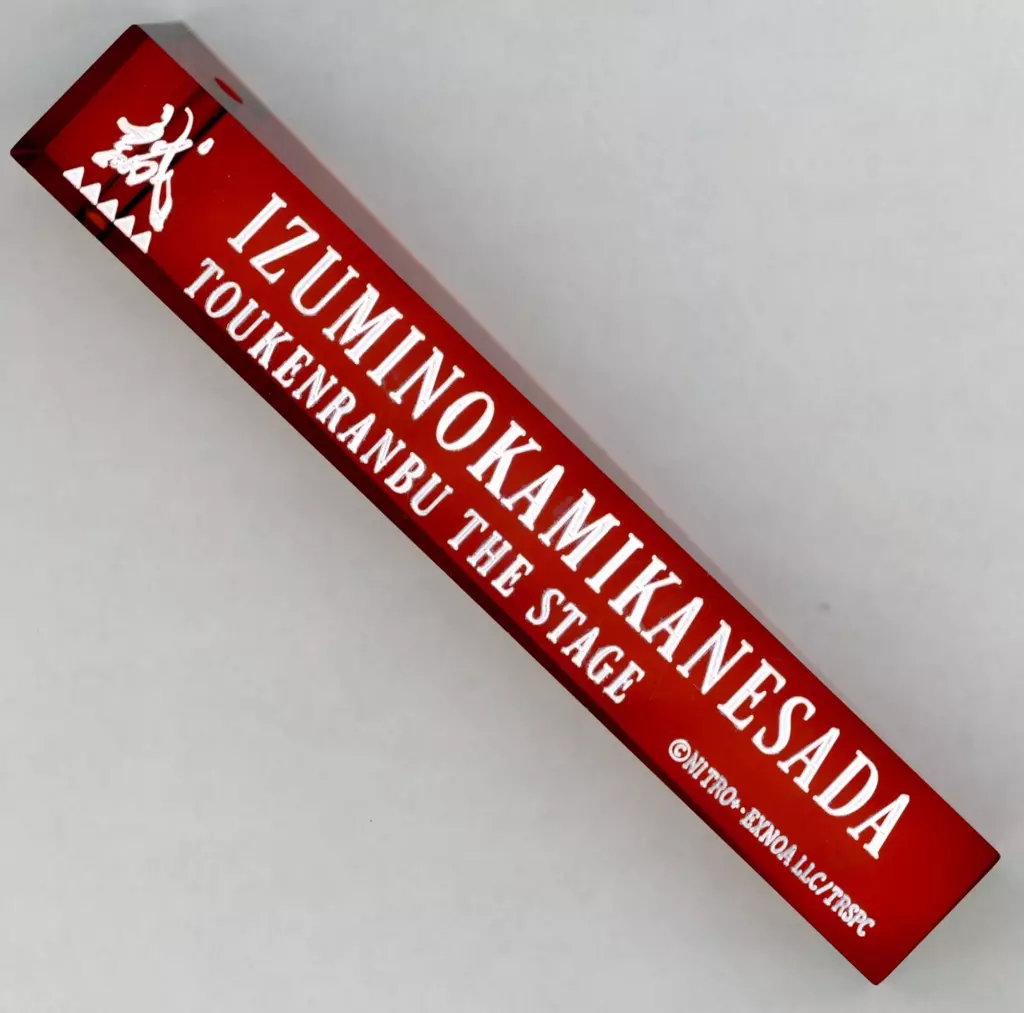 誠
IZUMINOKAMIKANESADA
TOUKENRANBU THE STAGE
©NITRO+・EXNOA LLC/TRSPC